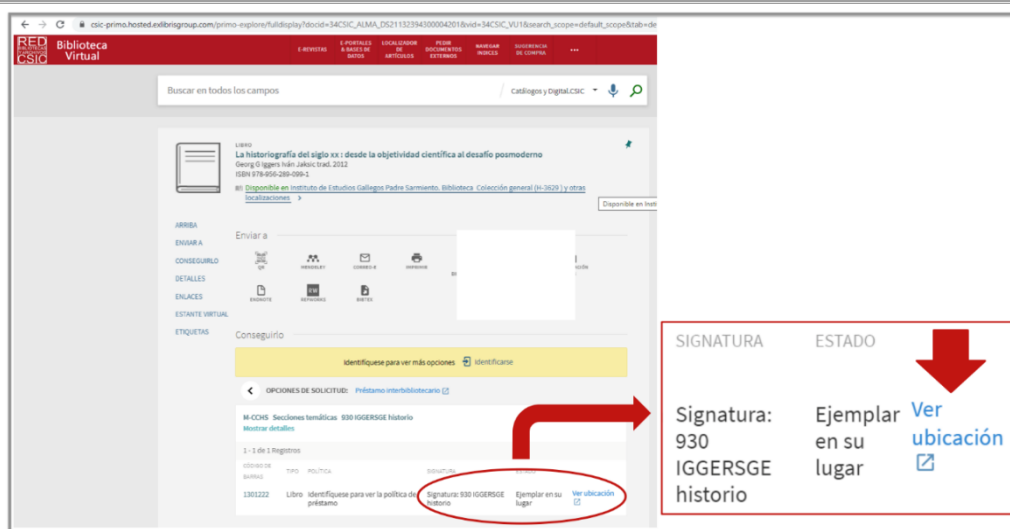 csic-primo.hosted.exlibrisgroup.com/primo-explore/fulldisplay?docid=34CSIC_ALMA_DS21132394300004201&vid=34CSIC_VU1&search_scope=default_scope&tab=de
RED
BIBLIOTECAS
CSIC
Biblioteca
Virtual
E-REVISTAS
E-PORTALES
& BASES DE
DATOS
LOCALIZADOR
DE
ARTÍCULOS
PEDIR
DOCUMENTOS
EXTERNOS
NAVEGAR
INDICES
SUGERENCIA
DE COMPRA
•••
Buscar en todos los campos
Catálogos y Digital.CSIC
LIBRO
La historiografía del siglo xx : desde la objetividad científica al desafío posmoderno
Georg G Iggers Iván Jaksic trad. 2012
ISBN 978-956-289-099-1
Disponible en Instituto de Estudios Gallegos Padre Sarmiento. Biblioteca Colección general (H-3629 ) y otras
localizaciones >
Disponible en Insti
ARRIBA
ENVIAR A
CONSEGUIRLO
DETALLES
ENLACES
ESTANTE VIRTUAL
ETIQUETAS
Enviar a
QR
MENDELEY
CORREO-E
IMPRIMIR
ENDNOTE
RW
REFWORKS
BIBTEX
Conseguirlo
Identifíquese para ver más opciones Identificarse
OPCIONES DE SOLICITUD: Préstamo interbibliotecario
M-CCHS Secciones temáticas 930 IGGERSGE historio
Mostrar detalles
1 - 1 de 1 Registros
CÓDIGO DE
BARRAS
TIPO
POLÍTICA
SIGNATURA
ESTADO
1301222 Libro Identifíquese para ver la política de
préstamo
Signatura: 930 IGGERSGE
historio
Ejemplar en su
lugar
Ver ubicación
SIGNATURA
ESTADO
Signatura:
930
IGGERSGE
historio
Ejemplar
en su
lugar
Ver
ubicación